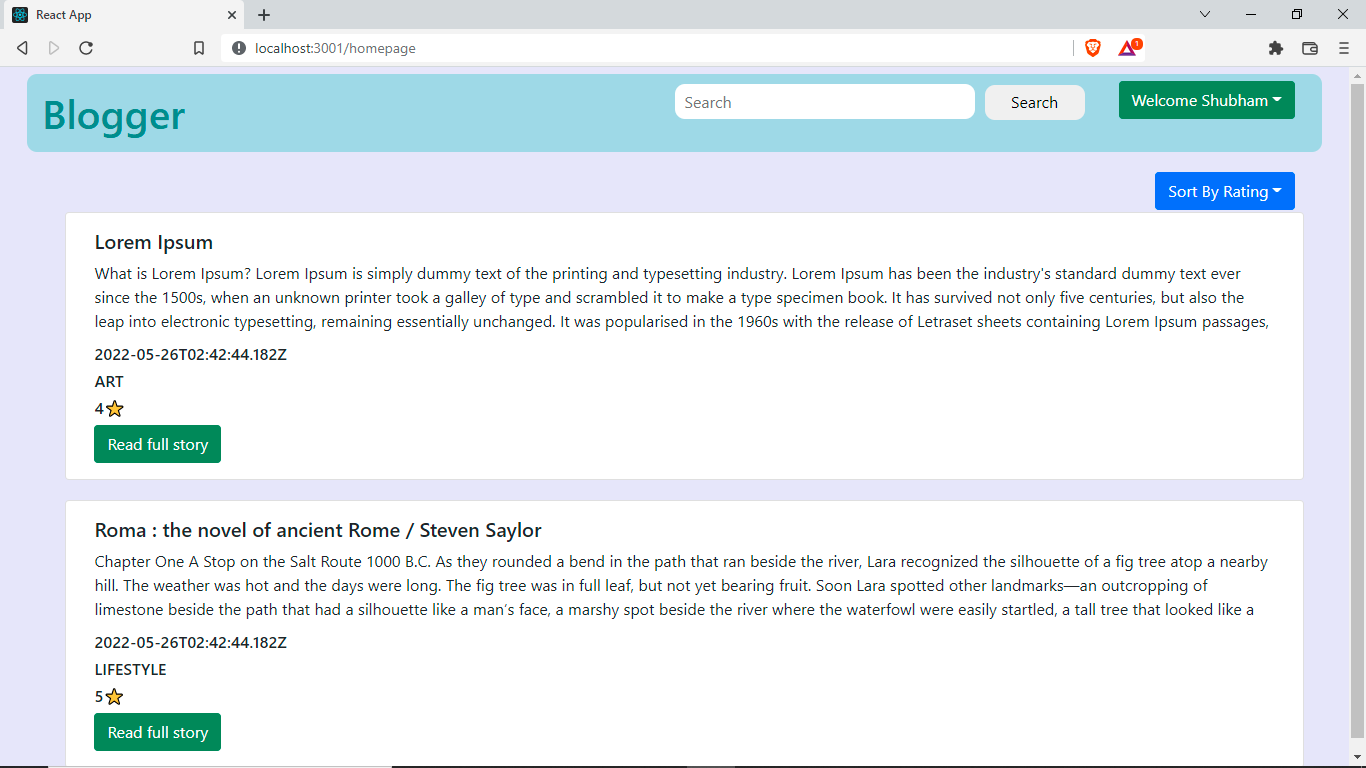 React App
localhost:3001/homepage
1
Blogger
Search
Search
Welcome Shubham
Sort By Rating
Lorem Ipsum
What is Lorem Ipsum? Lorem Ipsum is simply dummy text of the printing and typesetting industry. Lorem Ipsum has been the industry's standard dummy text ever
since the 1500s, when an unknown printer took a galley of type and scrambled it to make a type specimen book. It has survived not only five centuries, but also the
leap into electronic typesetting, remaining essentially unchanged. It was popularised in the 1960s with the release of Letraset sheets containing Lorem Ipsum passages,
2022-05-26T02:42:44.182Z
ART
4
Read full story
Roma : the novel of ancient Rome / Steven Saylor
Chapter One A Stop on the Salt Route 1000 B.C. As they rounded a bend in the path that ran beside the river, Lara recognized the silhouette of a fig tree atop a nearby
hill. The weather was hot and the days were long. The fig tree was in full leaf, but not yet bearing fruit. Soon Lara spotted other landmarks—an outcropping of
limestone beside the path that had a silhouette like a man's face, a marshy spot beside the river where the waterfowl were easily startled, a tall tree that looked like a
2022-05-26T02:42:44.182Z
LIFESTYLE
5
Read full story